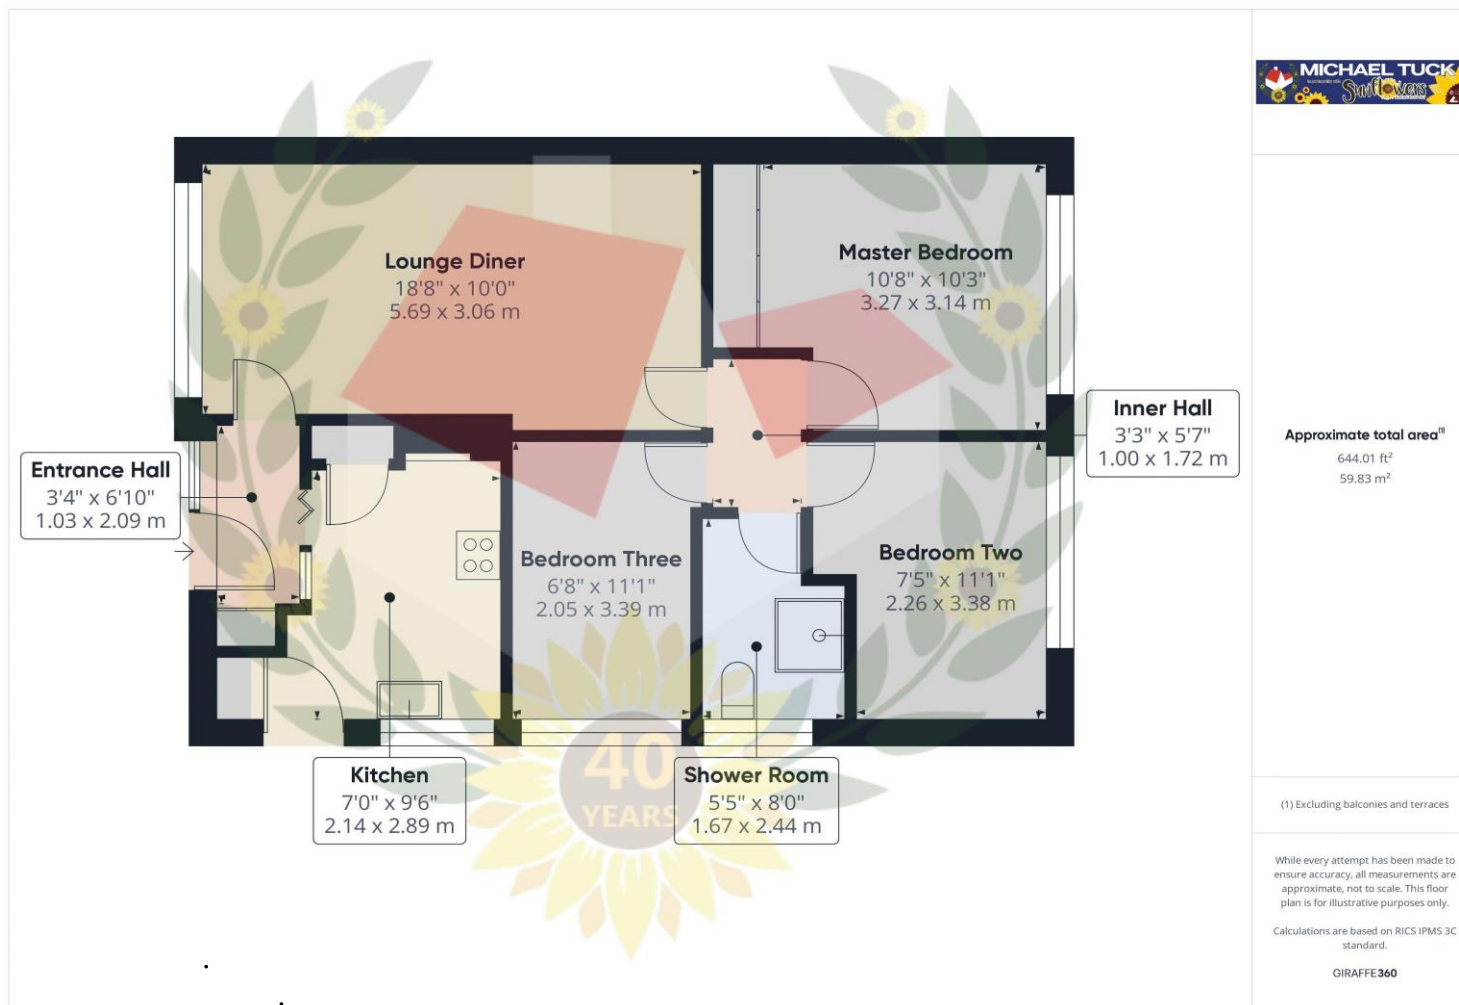 MICHAEL TUCK
Sunflowers
Lounge Diner
18'8" x 10'0"
5.69 x 3.06 m
Master Bedroom
10'8" x 10'3"
3.27 x 3.14 m
Inner Hall
3'3" x 5'7"
1.00 x 1.72 m
Entrance Hall
3'4" x 6'10"
1.03 x 2.09 m
Bedroom Three
6'8" x 11'1"
2.05 x 3.39 m
Bedroom Two
7'5" x 11'1"
2.26 x 3.38 m
Kitchen
7'0" x 9'6"
2.14 x 2.89 m
Shower Room
5'5" x 8'0"
1.67 x 2.44 m
40
YEARS
Approximate total area(1)
644.01 ft²
59.83 m²
(1) Excluding balconies and terraces
While every attempt has been made to
ensure accuracy, all measurements are
approximate, not to scale. This floor
plan is for illustrative purposes only.
Calculations are based on RICS IPMS 3C
standard.
GIRAFFE360